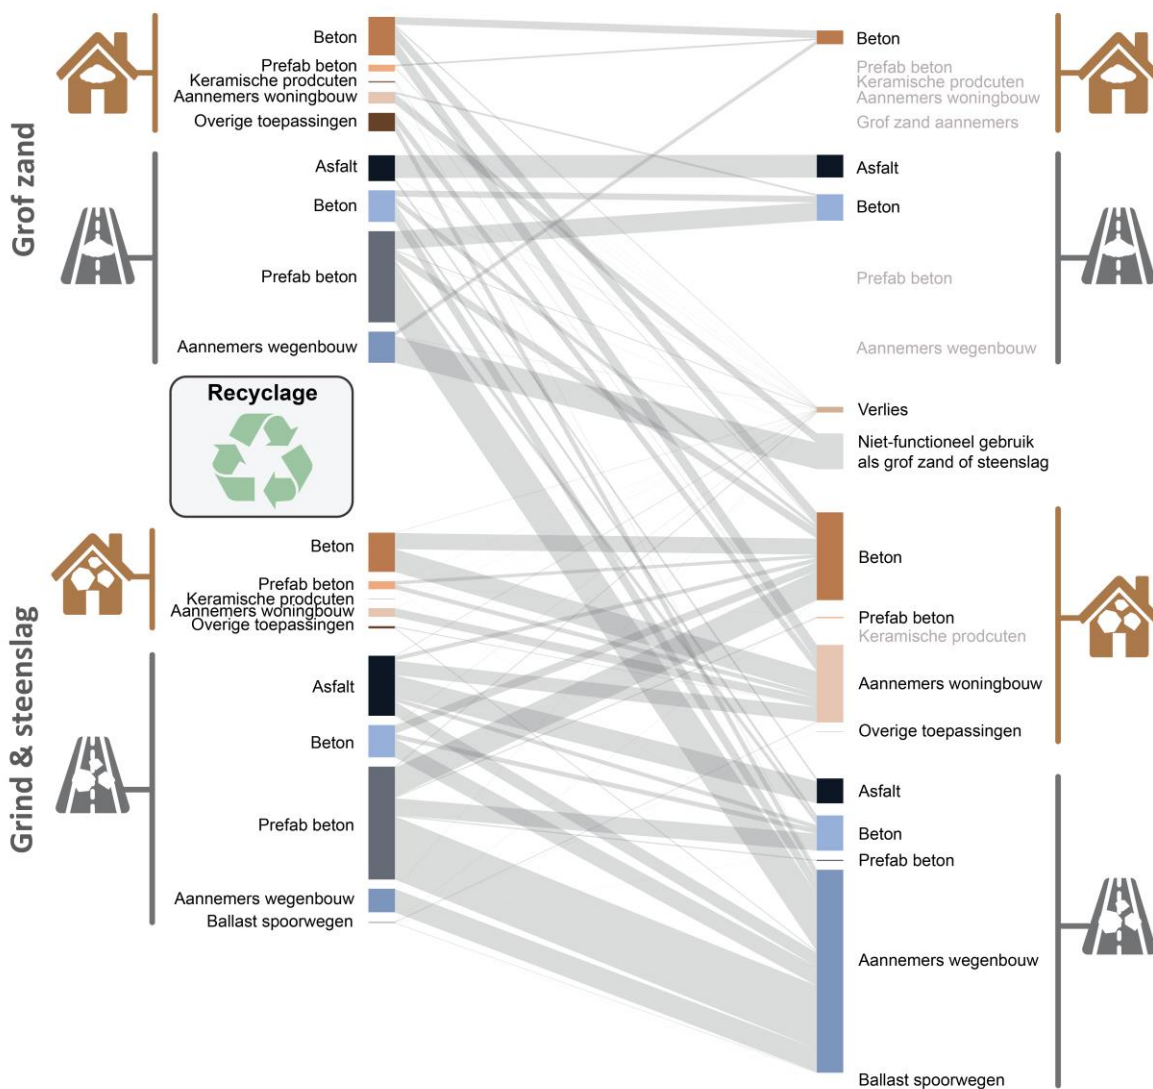 Grof zand
Beton
Prefab beton
Keramische prodcuten
Aannemers woningbouw
Overige toepassingen
Asfalt
Beton
Prefab beton
Aannemers wegenbouw
Recyclage
Grind & steenslag
Beton
Prefab beton
Keramische prodcuten
Aannemers woningbouw
Overige toepassingen
Asfalt
Beton
Prefab beton
Aannemers wegenbouw
Ballast spoorwegen
Beton
Prefab beton
Keramische prodcuten
Aannemers woningbouw
Grof zand aannemers
Asfalt
Beton
Prefab beton
Aannemers wegenbouw
Verlies
Niet-functioneel gebruik
als grof zand of steenslag
Beton
Prefab beton
Keramische prodcuten
Aannemers woningbouw
Overige toepassingen
Asfalt
Beton
Prefab beton
Aannemers wegenbouw
Ballast spoorwegen